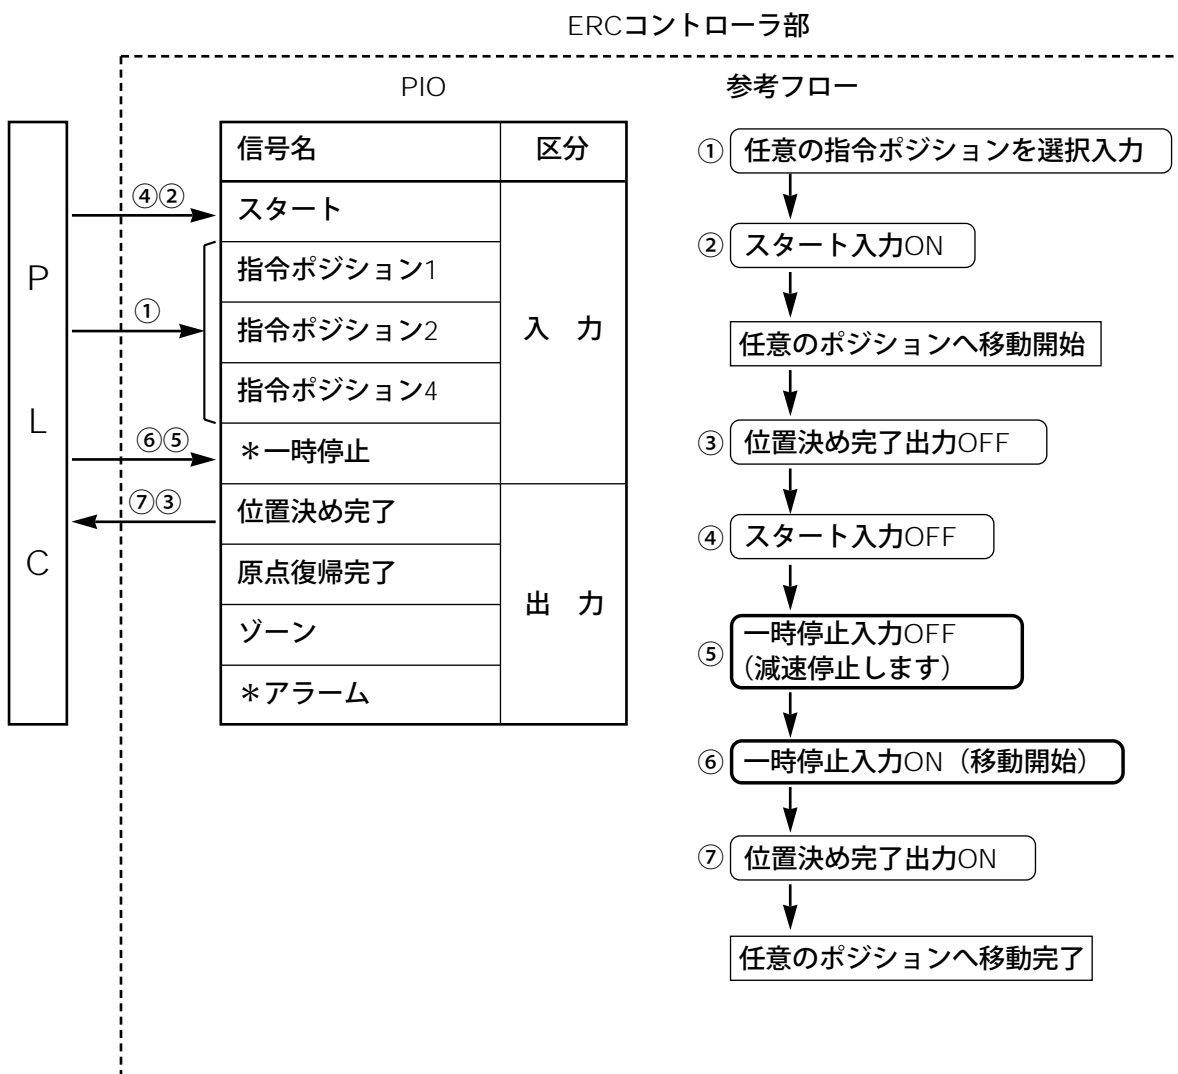 ERCコントローラ部
PIO
参考フロー
P
L
C
信号名 区分
④② スタート
指令ポジション1
① 指令ポジション2
指令ポジション4
⑥⑤ ＊一時停止
入 力
⑦③ 位置決め完了
原点復帰完了
ゾーン
＊アラーム
出 力
① 任意の指令ポジションを選択入力
② スタート入力ON
任意のポジションへ移動開始
③ 位置決め完了出力OFF
④ スタート入力OFF
⑤ 一時停止入力OFF
（減速停止します）
⑥ 一時停止入力ON（移動開始）
⑦ 位置決め完了出力ON
任意のポジションへ移動完了